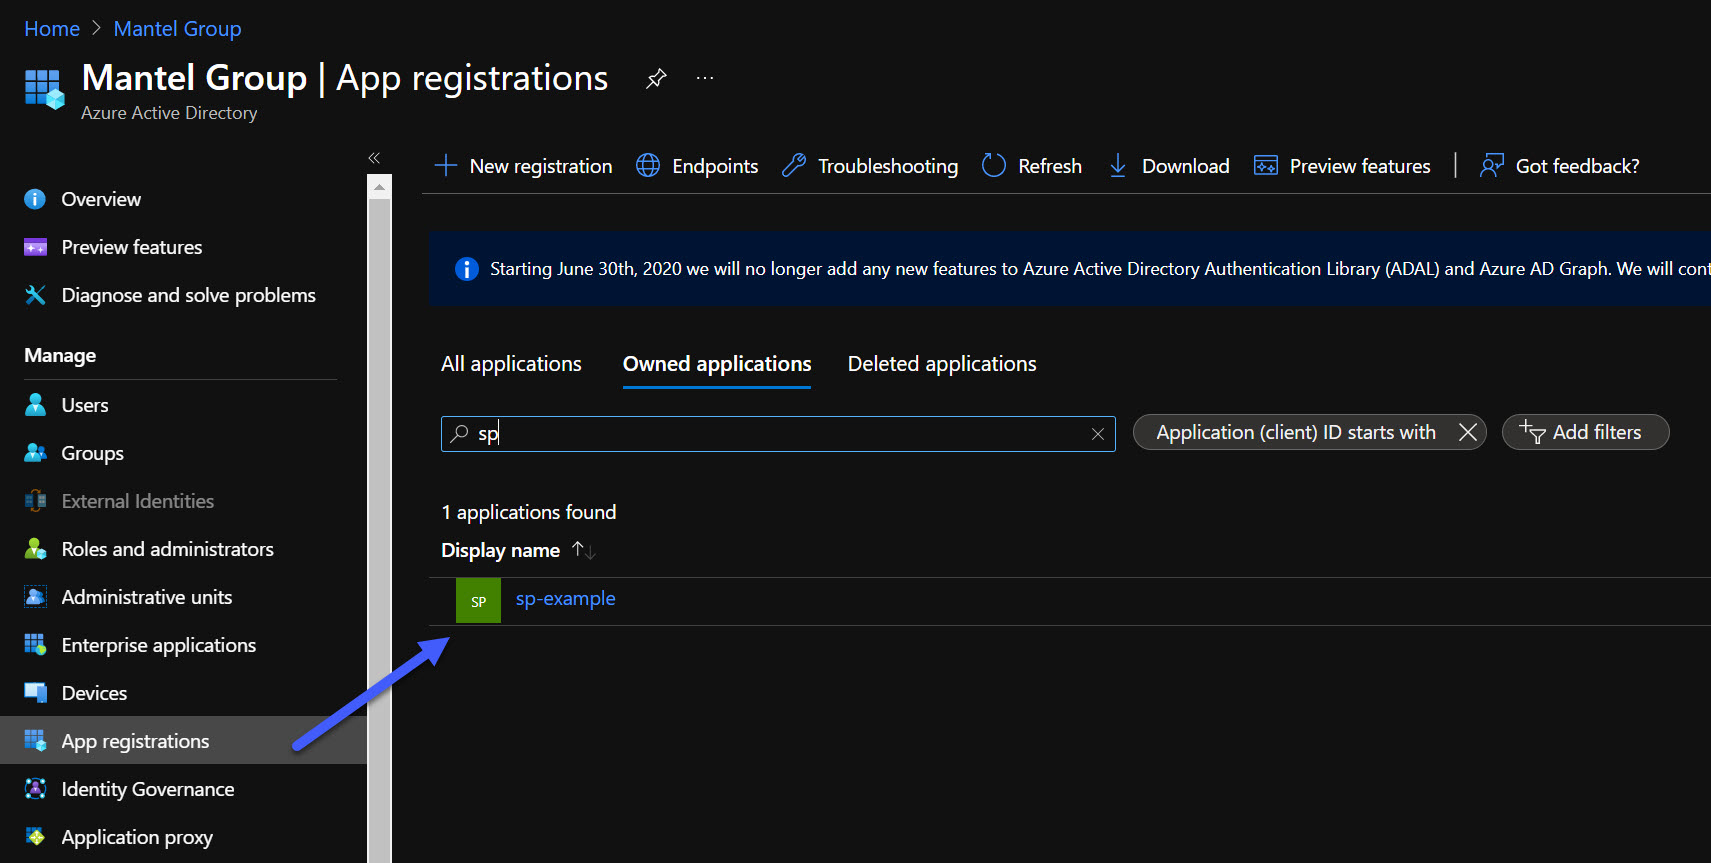 Home > Mantel Group
Mantel Group | App registrations ...
Azure Active Directory
«
Overview
Preview features
Diagnose and solve problems
Manage
Users
Groups
External Identities
Roles and administrators
Administrative units
Enterprise applications
Devices
App registrations
Identity Governance
Application proxy
New registration Endpoints Troubleshooting Refresh Download Preview features | Got feedback?
Starting June 30th, 2020 we will no longer add any new features to Azure Active Directory Authentication Library (ADAL) and Azure AD Graph. We will cont
All applications Owned applications Deleted applications
sp
Application (client) ID starts with Add filters
1 applications found
Display name ↑↓
SP sp-example